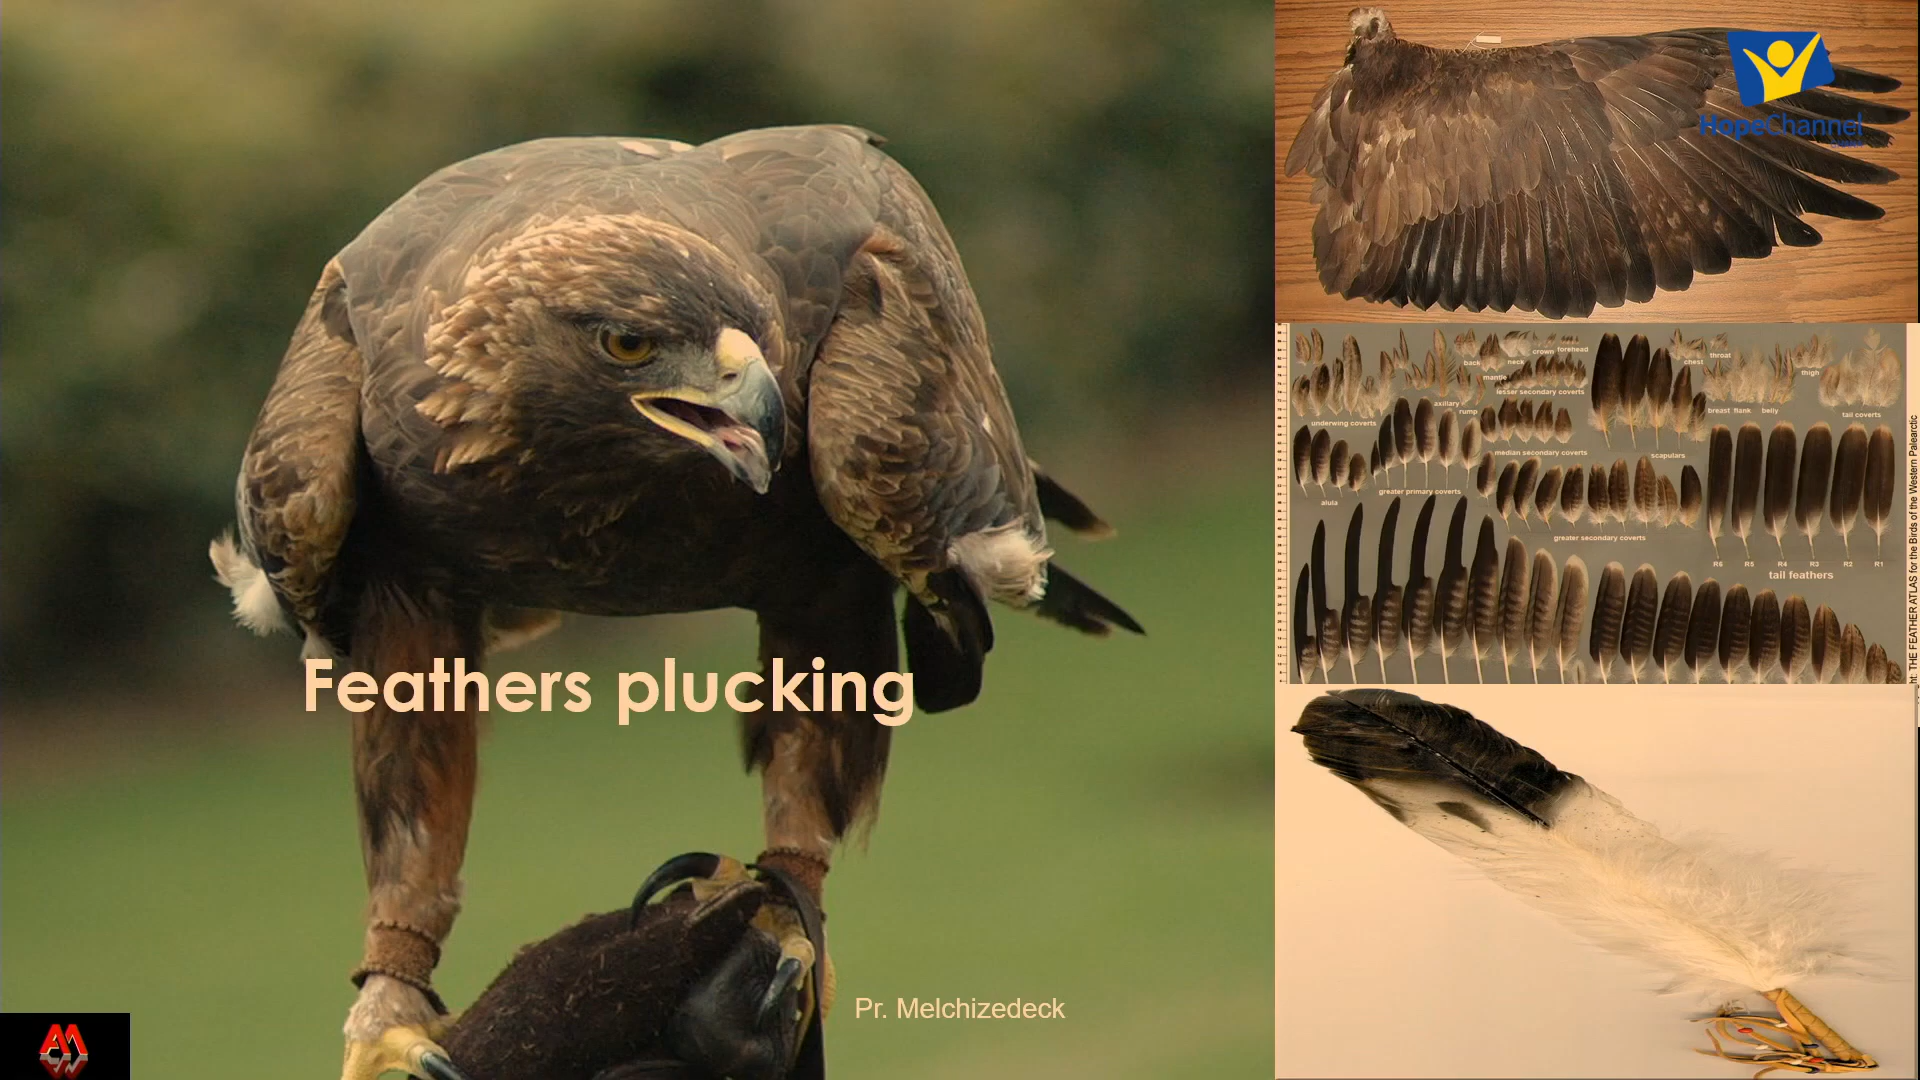 Feathers plucking
Pr. Melchizedeck
HopeChannel
back
neck
crown
forehead
chest
throat
mantle
thigh
lesser secondary coverts
axillary
rump
breast
flank
belly
tail coverts
underwing coverts
median secondary coverts
scapulars
alula
greater primary coverts
greater secondary coverts
R6 R5 R4 R3 R2 R1
tail feathers
THE FEATHER ATLAS for the Birds of the Western Palearctic